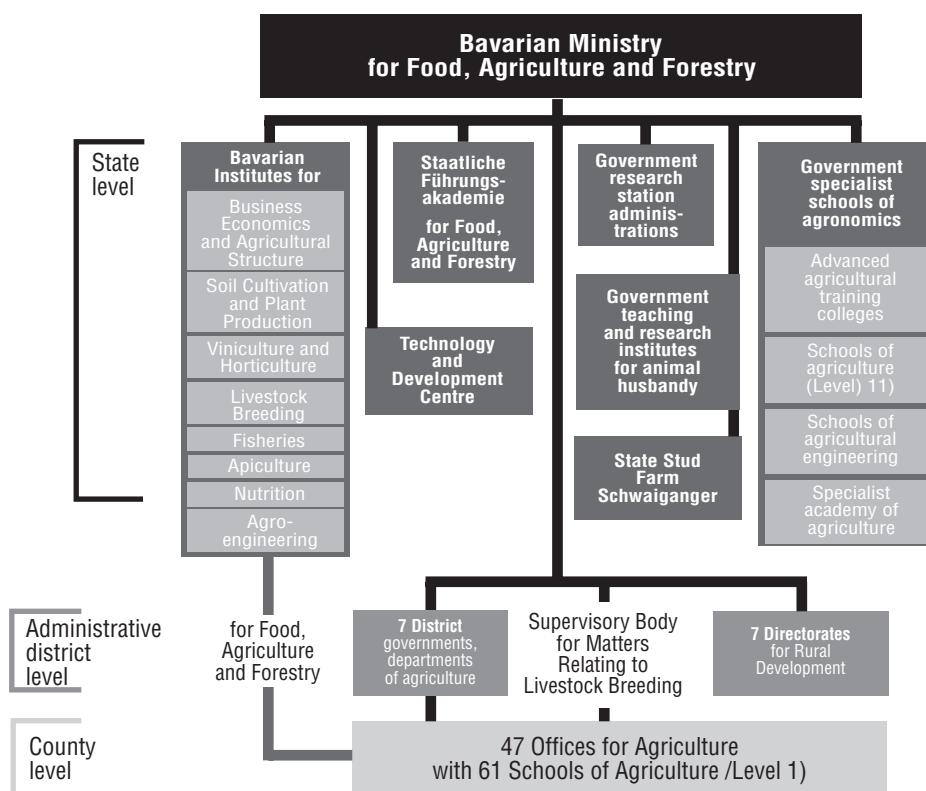 Bavarian Ministry
for Food, Agriculture and Forestry
State
level
Bavarian
Institutes for
Business
Economics
and Agricultural
Structure
Soil Cultivation
and Plant
Production
Viniculture and
Horticulture
Livestock
Breeding
Fisheries
Apiculture
Nutrition
Agro-
engineering
Staatliche
Führungs-
akademie
for Food,
Agriculture
and Forestry
Technology
and
Development
Centre
Government
research
station
adminis-
trations
Government
teaching
and research
institutes
for animal
husbandy
State Stud
Farm
Schwaiganger
Government
specialist
schools of
agronomics
Advanced
agricultural
training
colleges
Schools of
agriculture
(Level) 11)
Schools of
agricultural
engineering
Specialist
academy of
agriculture
Administrative
district
level
for Food,
Agriculture
and Forestry
7 District
governments,
departments
of agriculture
Supervisory Body
for Matters
Relating to
Livestock Breeding
7 Directorates
for Rural
Development
County
level
47 Offices for Agriculture
with 61 Schools of Agriculture /Level 1)